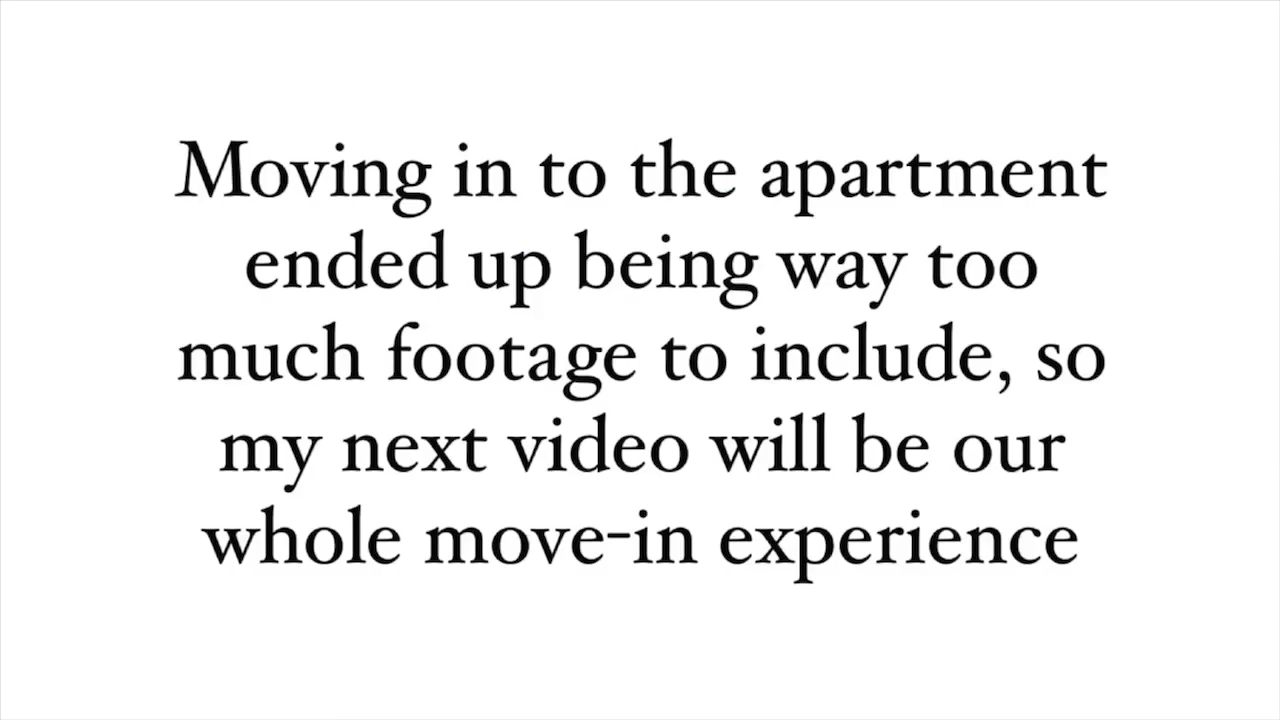 Moving in to the apartment
ended up being way too
much footage to include, so
my next video will be our
whole move-in experience